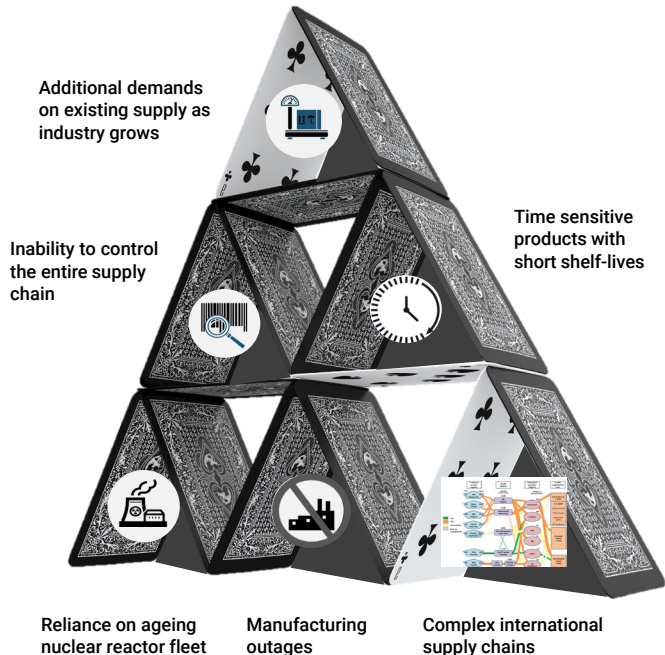 Additional demands
on existing supply as
industry grows
Inability to control
the entire supply
chain
Time sensitive
products with
short shelf-lives
Reliance on ageing
nuclear reactor fleet
Manufacturing
outages
Complex international
supply chains